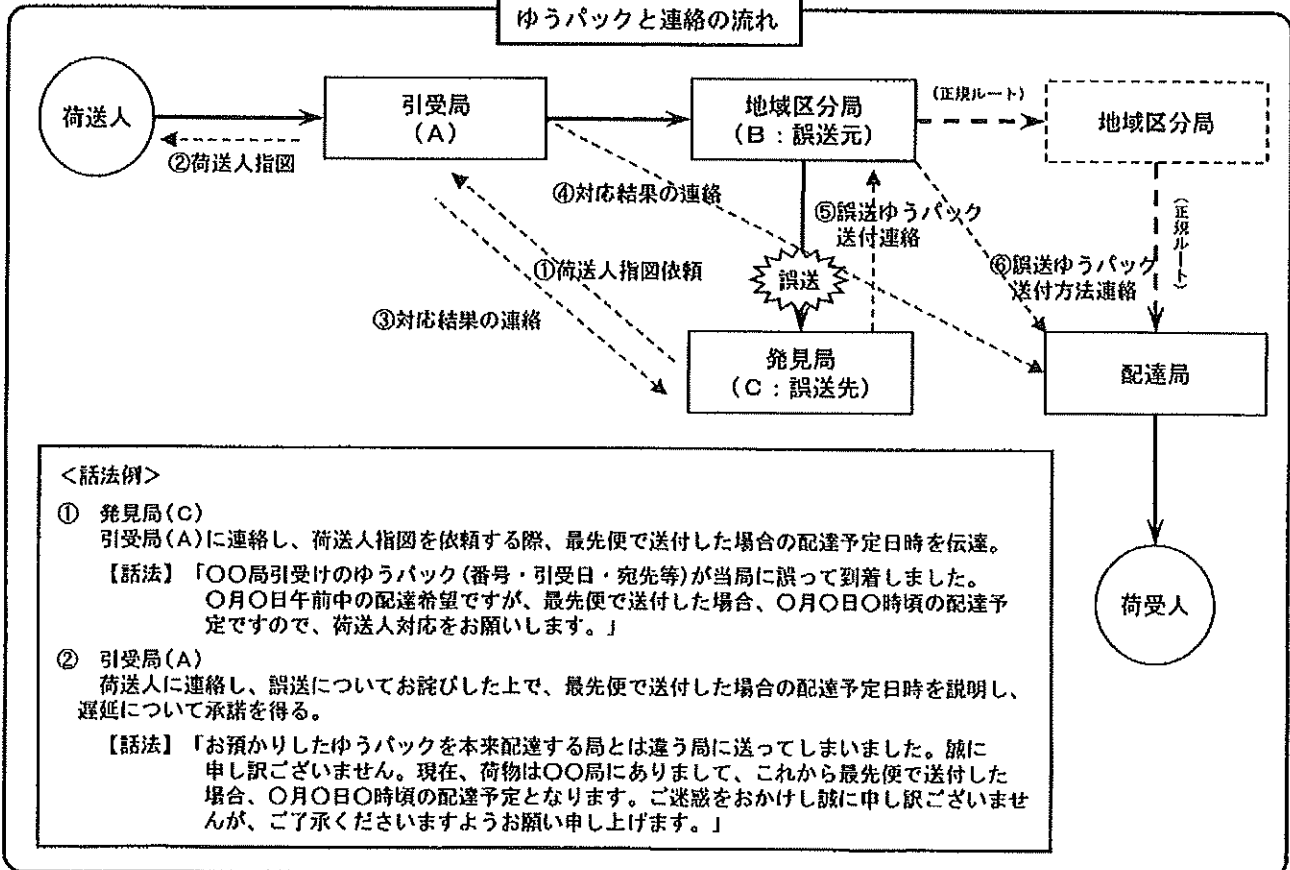 ゆうパックと連絡の流れ
荷送人
引受局
(A)
地域区分局
(B:誤送元)
(正規ルート)
地域区分局
②荷送人指図
④対応結果の連絡
⑤誤送ゆうパック
送付連絡
(正規ルート)
①荷送人指図依頼
誤送
⑥誤送ゆうパック
送付方法連絡
③対応結果の連絡
発見局
(C:誤送先)
配達局
荷受人
<話法例>
① 発見局(C)
引受局(A)に連絡し、荷送人指図を依頼する際、最先便で送付した場合の配達予定日時を伝達。
【話法】「〇〇局引受けのゆうパック(番号・引受日・宛先等)が当局に誤って到着しました。
〇月〇日午前中の配達希望ですが、最先便で送付した場合、〇月〇日〇時頃の配達予
定ですので、荷送人対応をお願いします。」
② 引受局(A)
荷送人に連絡し、誤送についてお詫びした上で、最先便で送付した場合の配達予定日時を説明し、
遅延について承諾を得る。
【話法】「お預かりしたゆうパックを本来配達する局とは違う局に送ってしまいました。誠に
申し訳ございません。現在、荷物は〇〇局にありまして、これから最先便で送付した
場合、〇月〇日〇時頃の配達予定となります。ご迷惑をおかけし誠に申し訳ございませ
んが、ご了承くださいますようお願い申し上げます。」